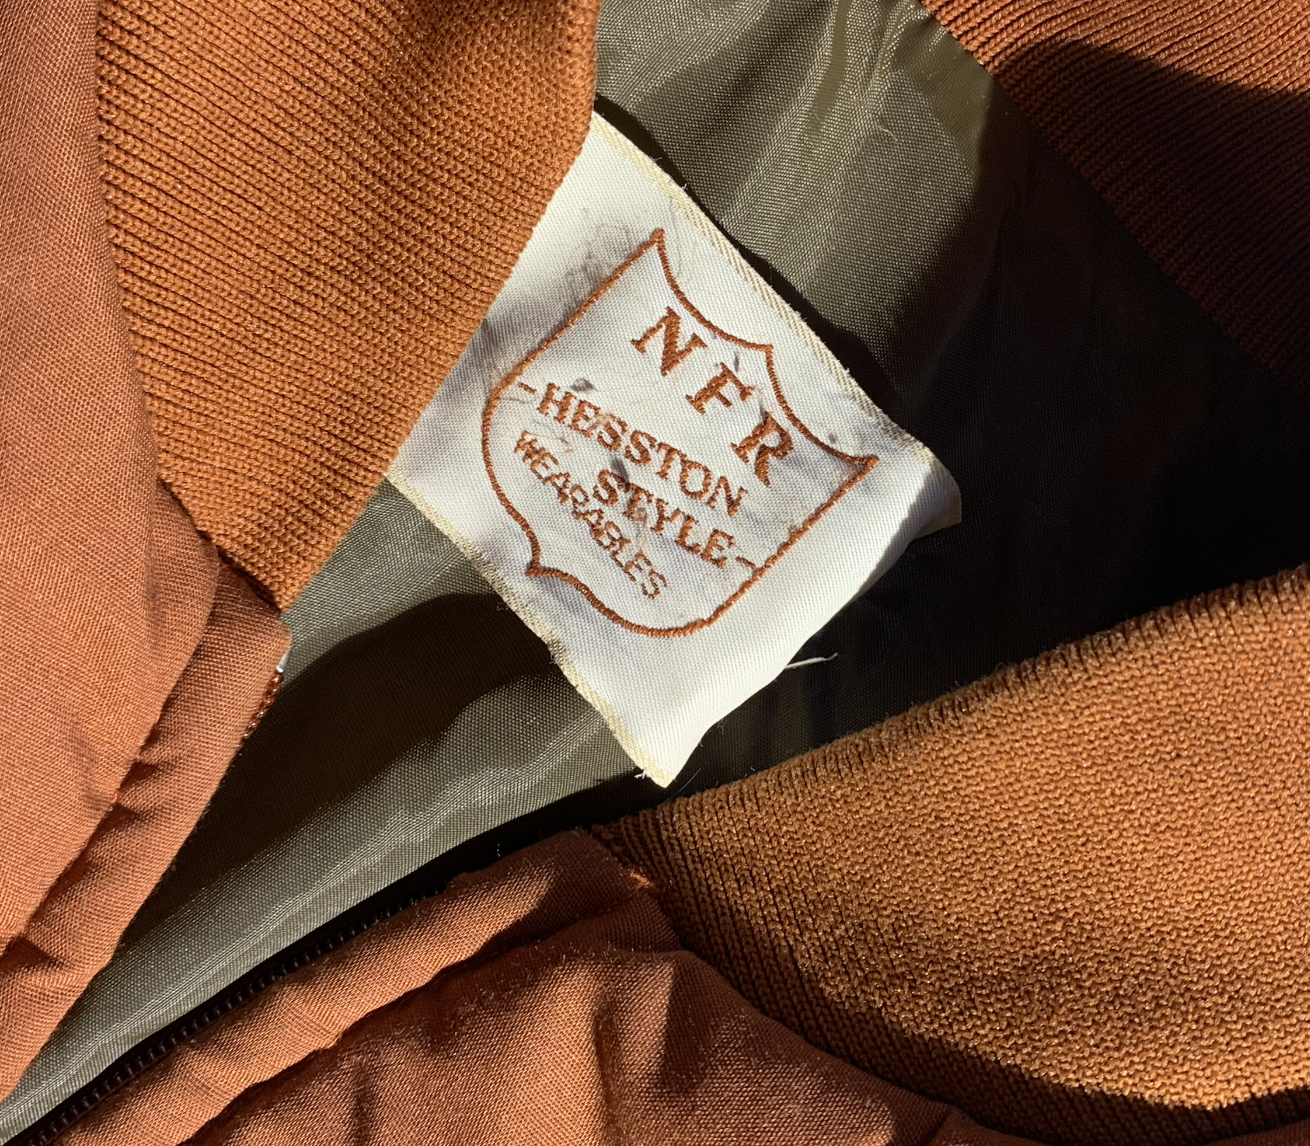 NFR
-HESSTON
STYLE-
WEARABLES